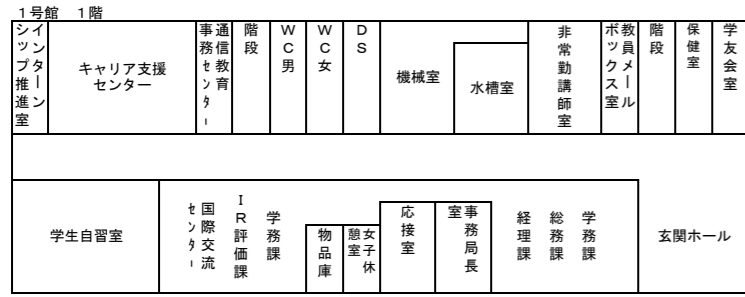 １号館　１階
インターンシップ推進室
キャリア支援
センター
通信教育事務センター
階段
ＷＣ男
ＷＣ女
ＤＳ
機械室
水槽室
非常勤講師室
教員メールボックス室
階段
保健室
学友会室
学生自習室
国際交流センター
ＩＲ評価課
学務課
物品庫
女子休憩室
応接室
事務局長室
経理課
総務課
学務課
玄関ホール